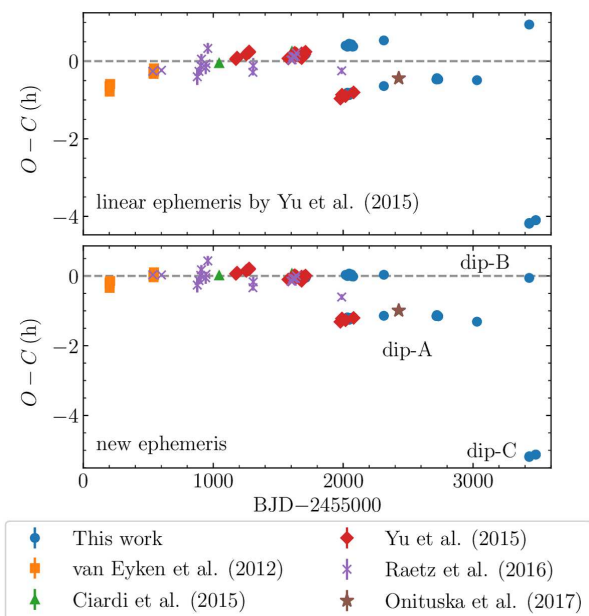 0
−2
−4
O − C (h)
linear ephemeris by Yu et al. (2015)
0
−2
−4
O − C (h)
dip-B
dip-A
new ephemeris
dip-C
0 1000 2000 3000
BJD−2455000
This work
Yu et al. (2015)
van Eyken et al. (2012)
Raetz et al. (2016)
Ciardi et al. (2015)
Onituska et al. (2017)